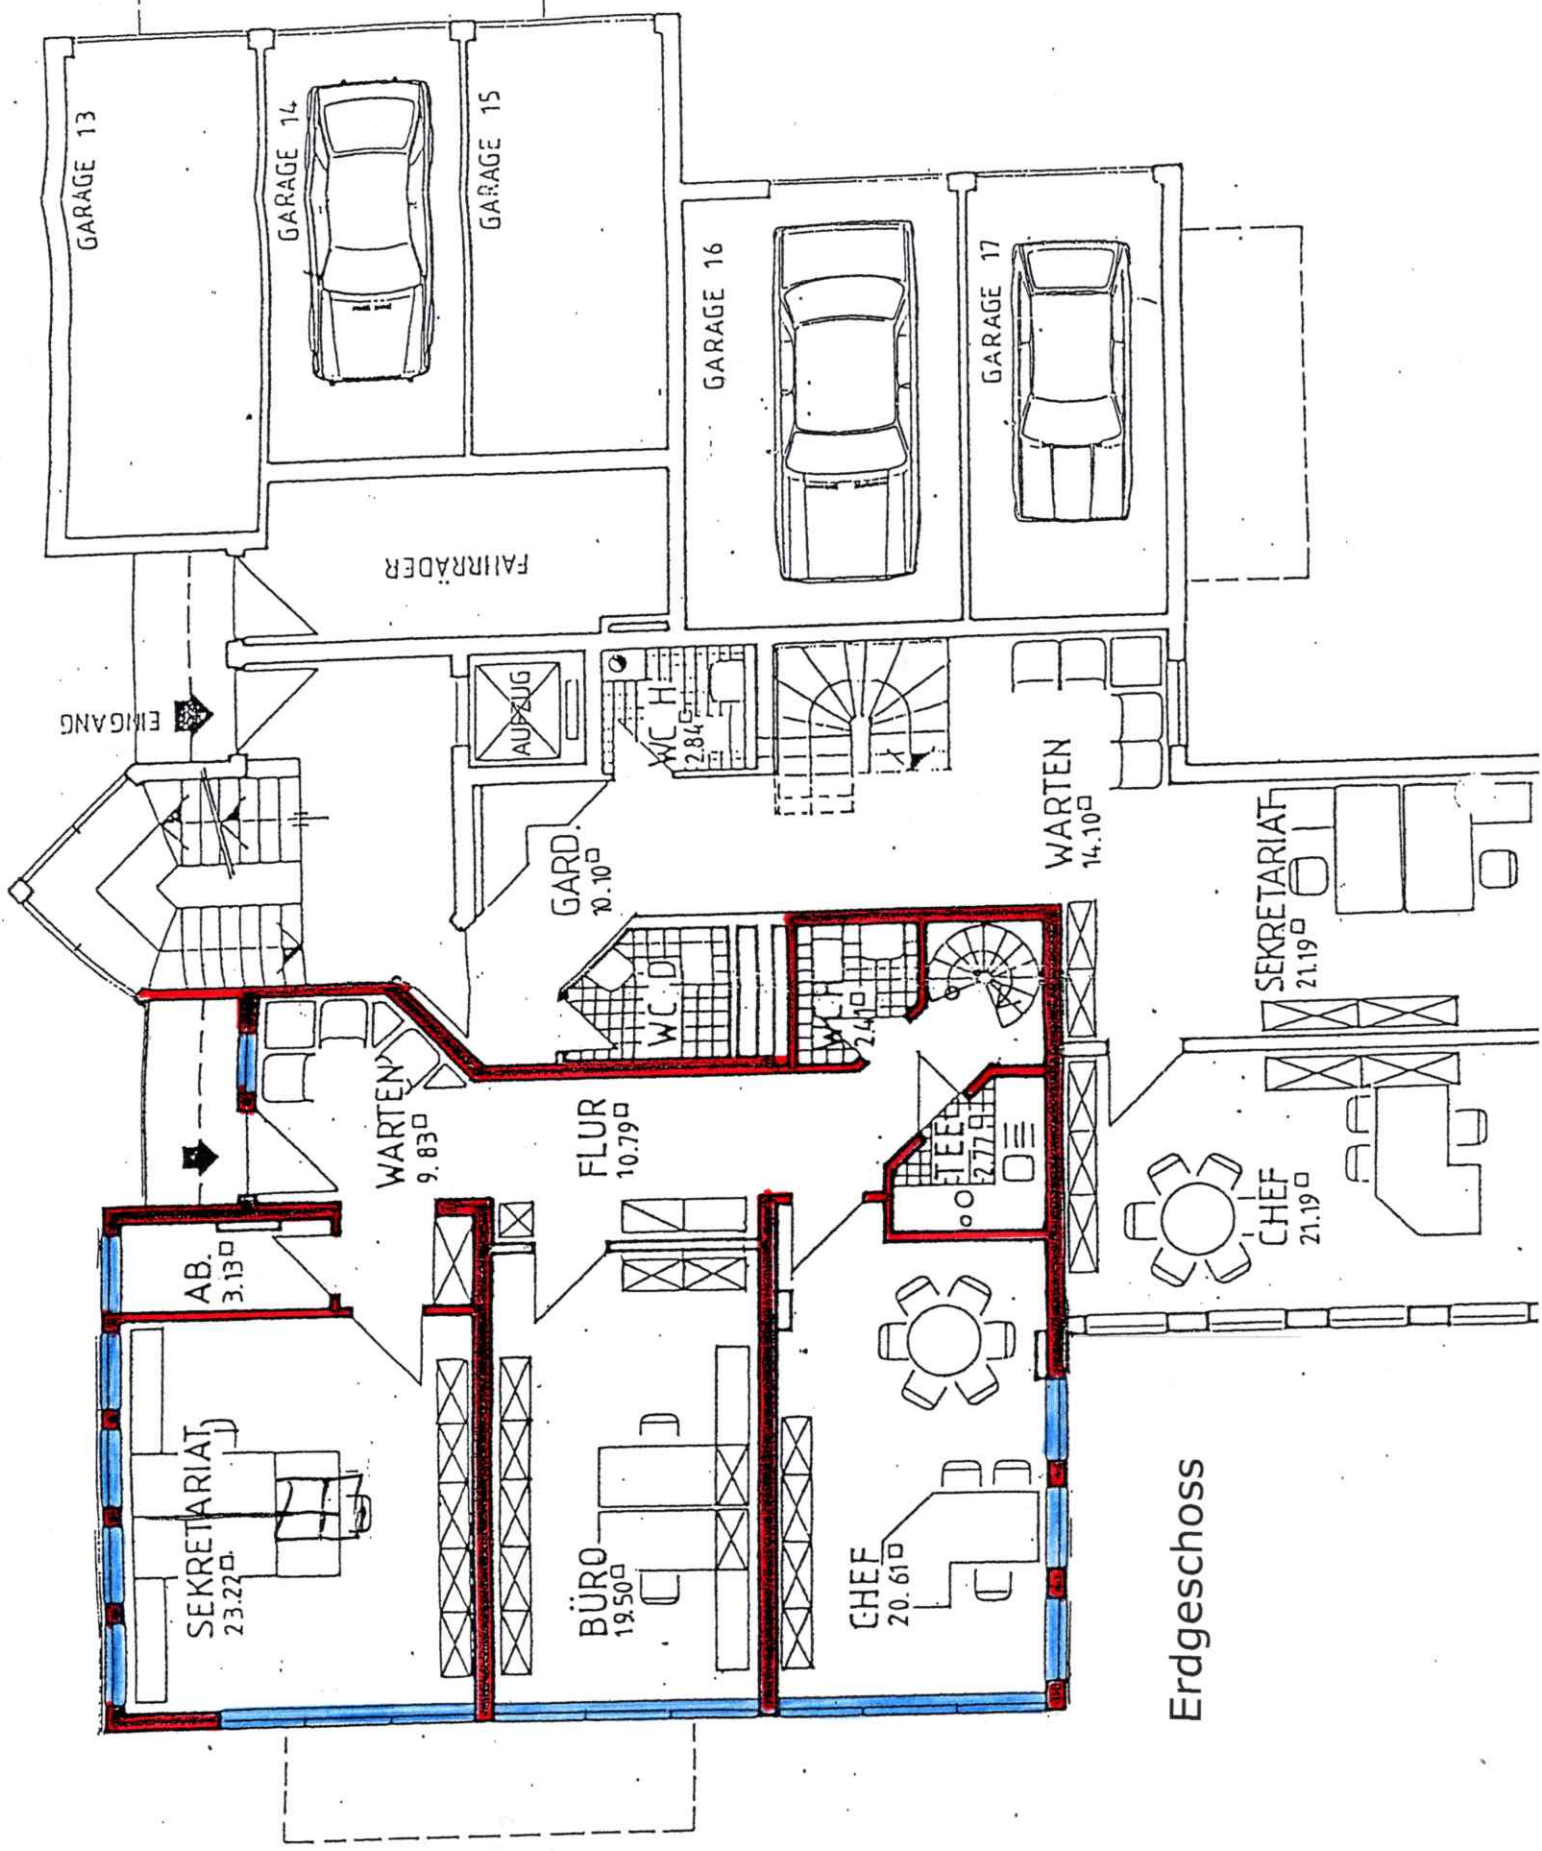 GARAGE 13
GARAGE 14
GARAGE 15
GARAGE 16
GARAGE 17
FAHRRÄDER
EINGANG
AUFZUG
WC H
2.84
GARD.
10.10
WARTEN
14.10
SEKRETARIAT
21.19
WC D
2.41
WARTEN
9.83
FLUR
10.79
TEE
2.77
CHEF
21.19
AB.
3.13
SEKRETARIAT
23.22
BÜRO
19.50
CHEF
20.61
Erdgeschoss